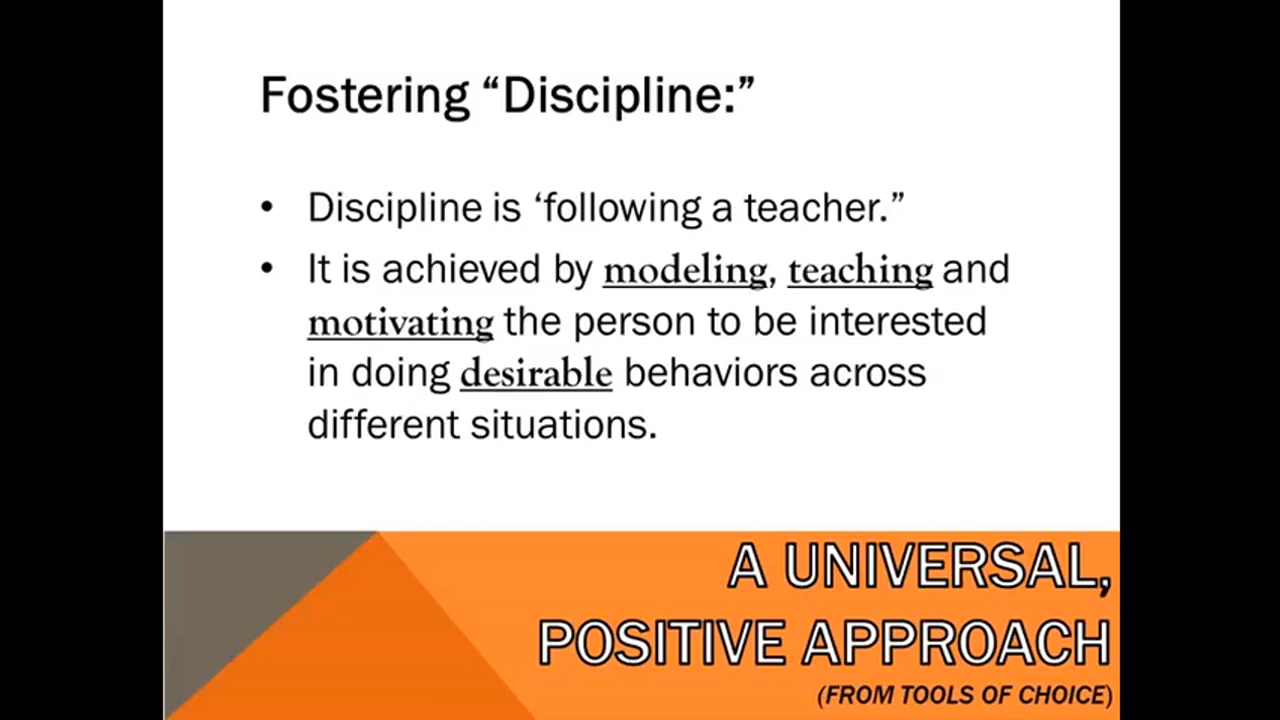 Fostering “Discipline:”
• Discipline is ‘following a teacher.”
• It is achieved by modeling, teaching and
motivating the person to be interested
in doing desirable behaviors across
different situations.
A UNIVERSAL,
POSITIVE APPROACH
(FROM TOOLS OF CHOICE)